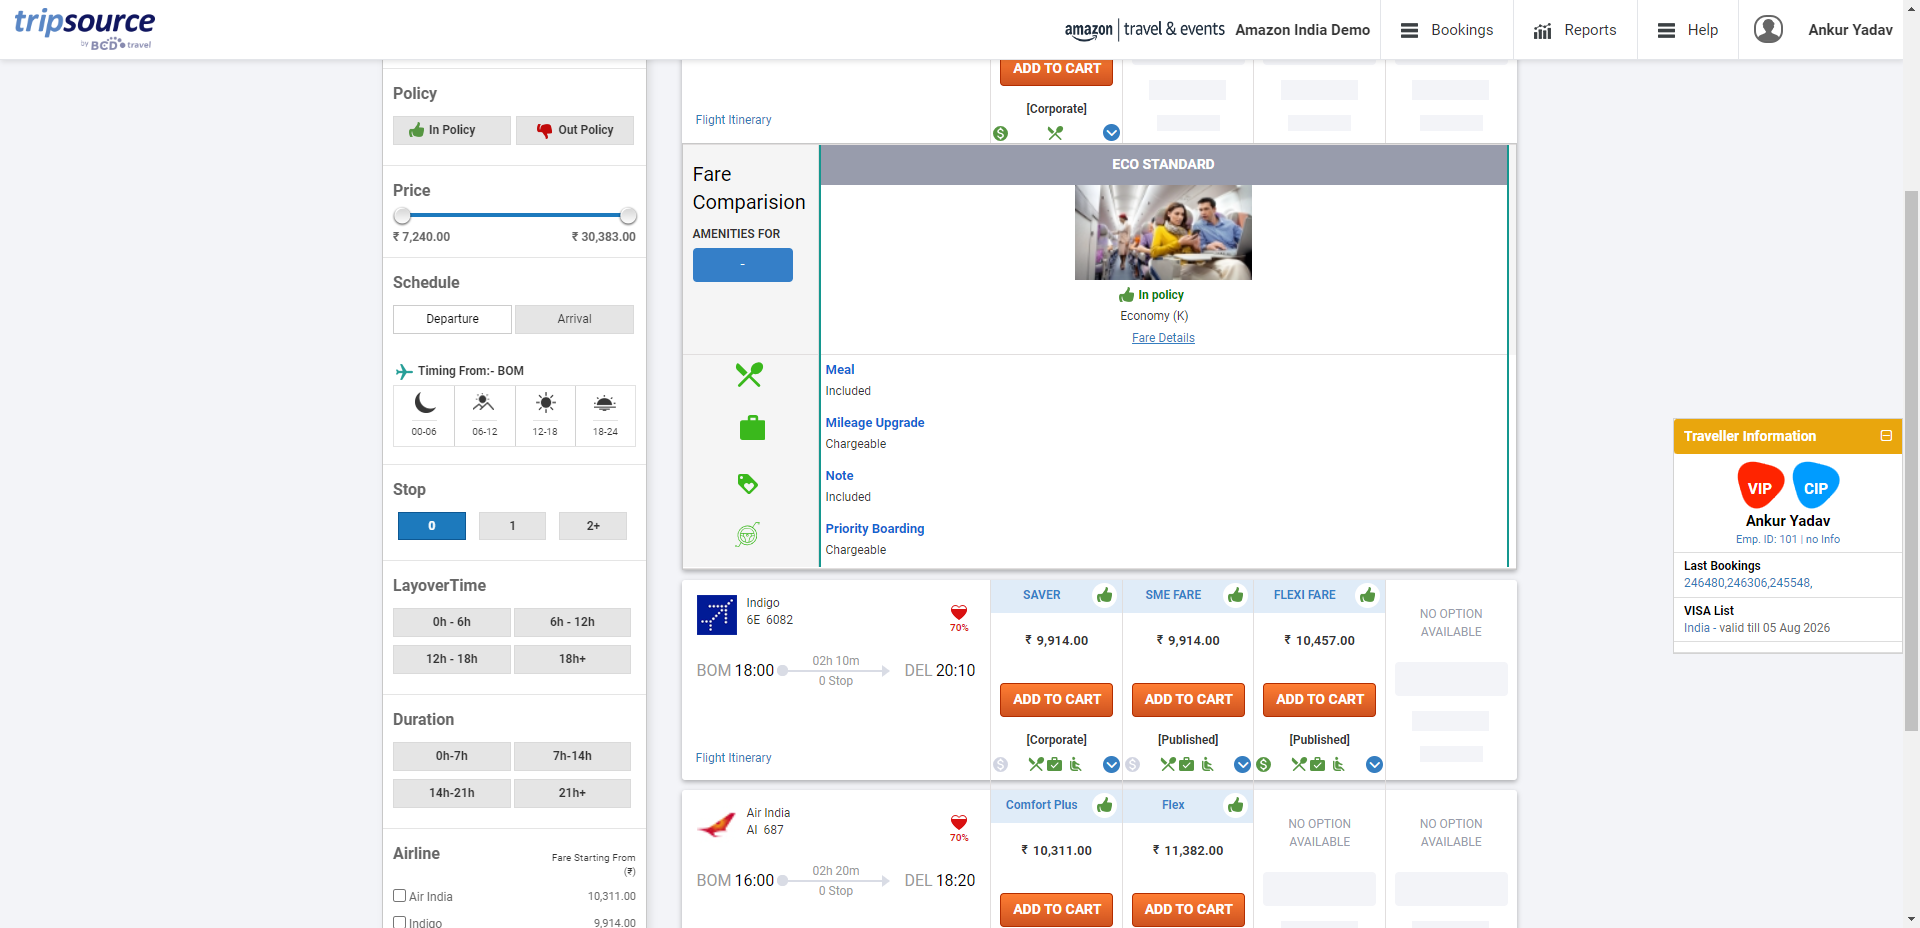 tripsource
by BCD travel
amazon travel & events
Amazon India Demo
Bookings
Reports
Help
Ankur Yadav
Policy
In Policy
Out Policy
Price
₹ 7,240.00
₹ 30,383.00
Schedule
Departure
Arrival
Timing From:- BOM
00-06
06-12
12-18
18-24
Stop
0
1
2+
LayoverTime
0h - 6h
6h - 12h
12h - 18h
18h+
Duration
0h-7h
7h-14h
14h-21h
21h+
Airline
Fare Starting From
(₹)
Air India
10,311.00
Indigo
9,914.00
ADD TO CART
[Corporate]
Flight Itinerary
Fare
Comparision
AMENITIES FOR
-
ECO STANDARD
In policy
Economy (K)
Fare Details
Meal
Included
Mileage Upgrade
Chargeable
Note
Included
Priority Boarding
Chargeable
Indigo
6E 6082
70%
BOM 18:00
02h 10m
0 Stop
DEL 20:10
Flight Itinerary
SAVER
₹ 9,914.00
ADD TO CART
[Corporate]
SME FARE
₹ 9,914.00
ADD TO CART
[Published]
FLEXI FARE
₹ 10,457.00
ADD TO CART
[Published]
NO OPTION
AVAILABLE
Air India
AI 687
70%
BOM 16:00
02h 20m
0 Stop
DEL 18:20
Comfort Plus
₹ 10,311.00
ADD TO CART
Flex
₹ 11,382.00
ADD TO CART
NO OPTION
AVAILABLE
NO OPTION
AVAILABLE
Traveller Information
VIP
CIP
Ankur Yadav
Emp. ID: 101 | no Info
Last Bookings
246480,246306,245548,
VISA List
India - valid till 05 Aug 2026